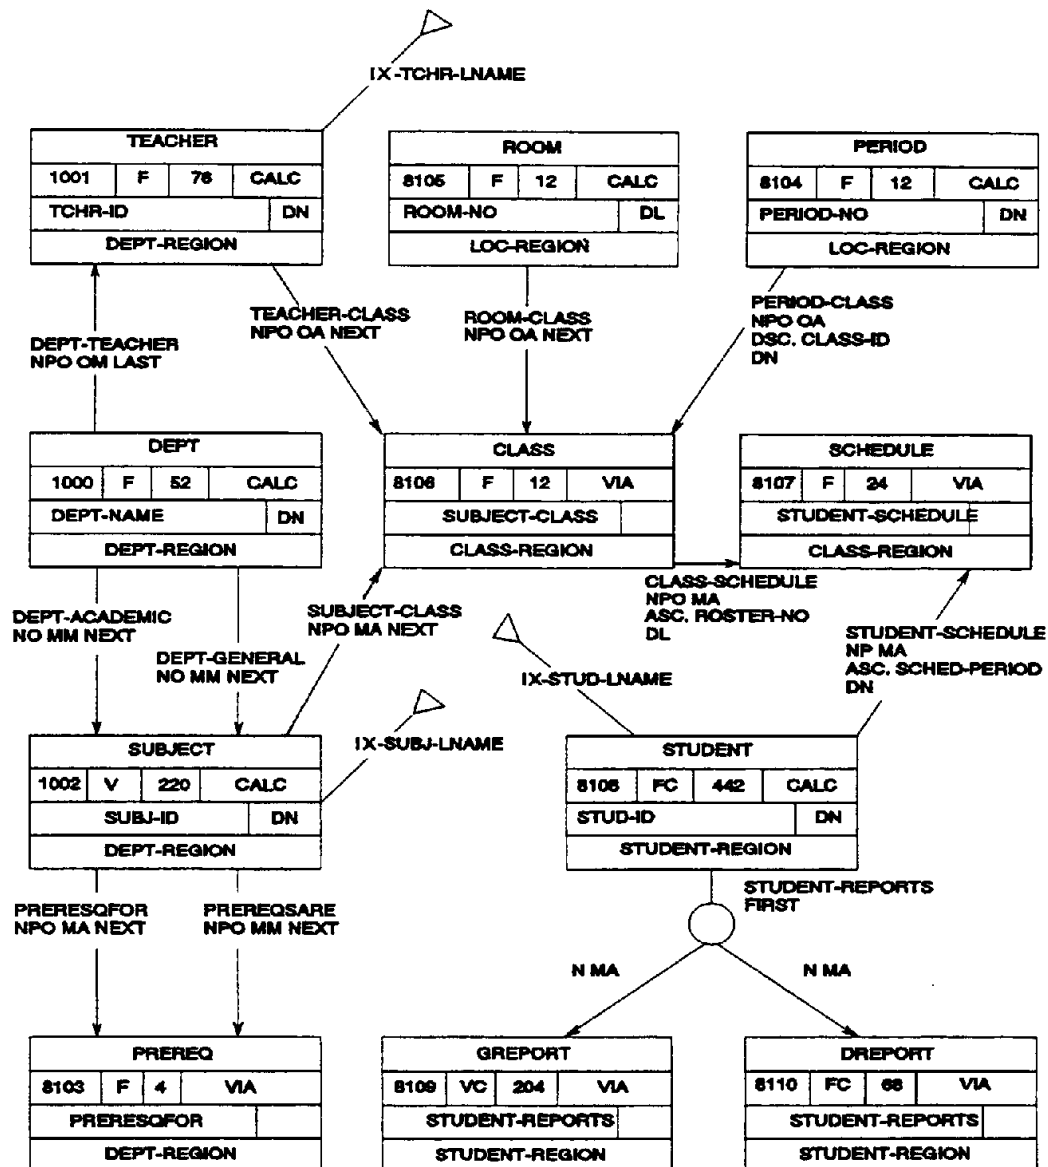 IX-TCHR-LNAME
TEACHER
1001 F 76 CALC
TCHR-ID DN
DEPT-REGION
ROOM
8105 F 12 CALC
ROOM-NO DL
LOC-REGION
PERIOD
8104 F 12 CALC
PERIOD-NO DN
LOC-REGION
DEPT-TEACHER
NPO OM LAST
TEACHER-CLASS
NPO OA NEXT
ROOM-CLASS
NPO OA NEXT
PERIOD-CLASS
NPO OA
DSC. CLASS-ID
DN
DEPT
1000 F 52 CALC
DEPT-NAME DN
DEPT-REGION
CLASS
8106 F 12 VIA
SUBJECT-CLASS
CLASS-REGION
SCHEDULE
8107 F 24 VIA
STUDENT-SCHEDULE
CLASS-REGION
DEPT-ACADEMIC
NO MM NEXT
DEPT-GENERAL
NO MM NEXT
SUBJECT-CLASS
NPO MA NEXT
CLASS-SCHEDULE
NPO MA
ASC. ROSTER-NO
DL
STUDENT-SCHEDULE
NP MA
ASC. SCHED-PERIOD
DN
IX-STUD-LNAME
IX-SUBJ-LNAME
SUBJECT
1002 V 220 CALC
SUBJ-ID DN
DEPT-REGION
STUDENT
8108 FC 442 CALC
STUD-ID DN
STUDENT-REGION
PRERESQFOR
NPO MA NEXT
PREREQSARE
NPO MM NEXT
STUDENT-REPORTS
FIRST
N MA
N MA
PREREQ
8103 F 4 VIA
PRERESQFOR
DEPT-REGION
GREPORT
8109 VC 204 VIA
STUDENT-REPORTS
STUDENT-REGION
DREPORT
8110 FC 68 VIA
STUDENT-REPORTS
STUDENT-REGION